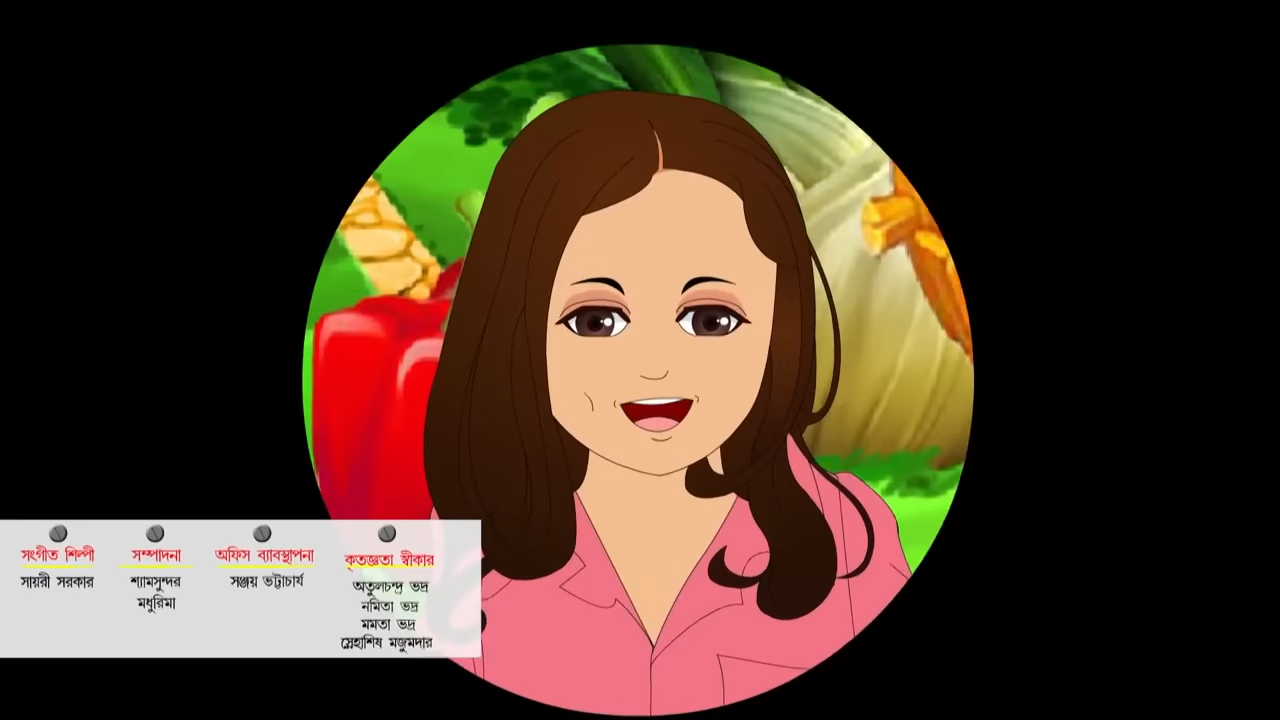 সংগীত শিল্পী
সায়রী সরকার
সম্পাদনা
শ্যামসুন্দর
মধুরিমা
অফিস ব্যাবস্থাপনা
সঞ্জয় ভট্টাচার্য
কৃতজ্ঞতা স্বীকার
অতুলচন্দ্র ভদ্র
নমিতা ভদ্র
মমতা ভদ্র
স্নেহাশিষ মজুমদার